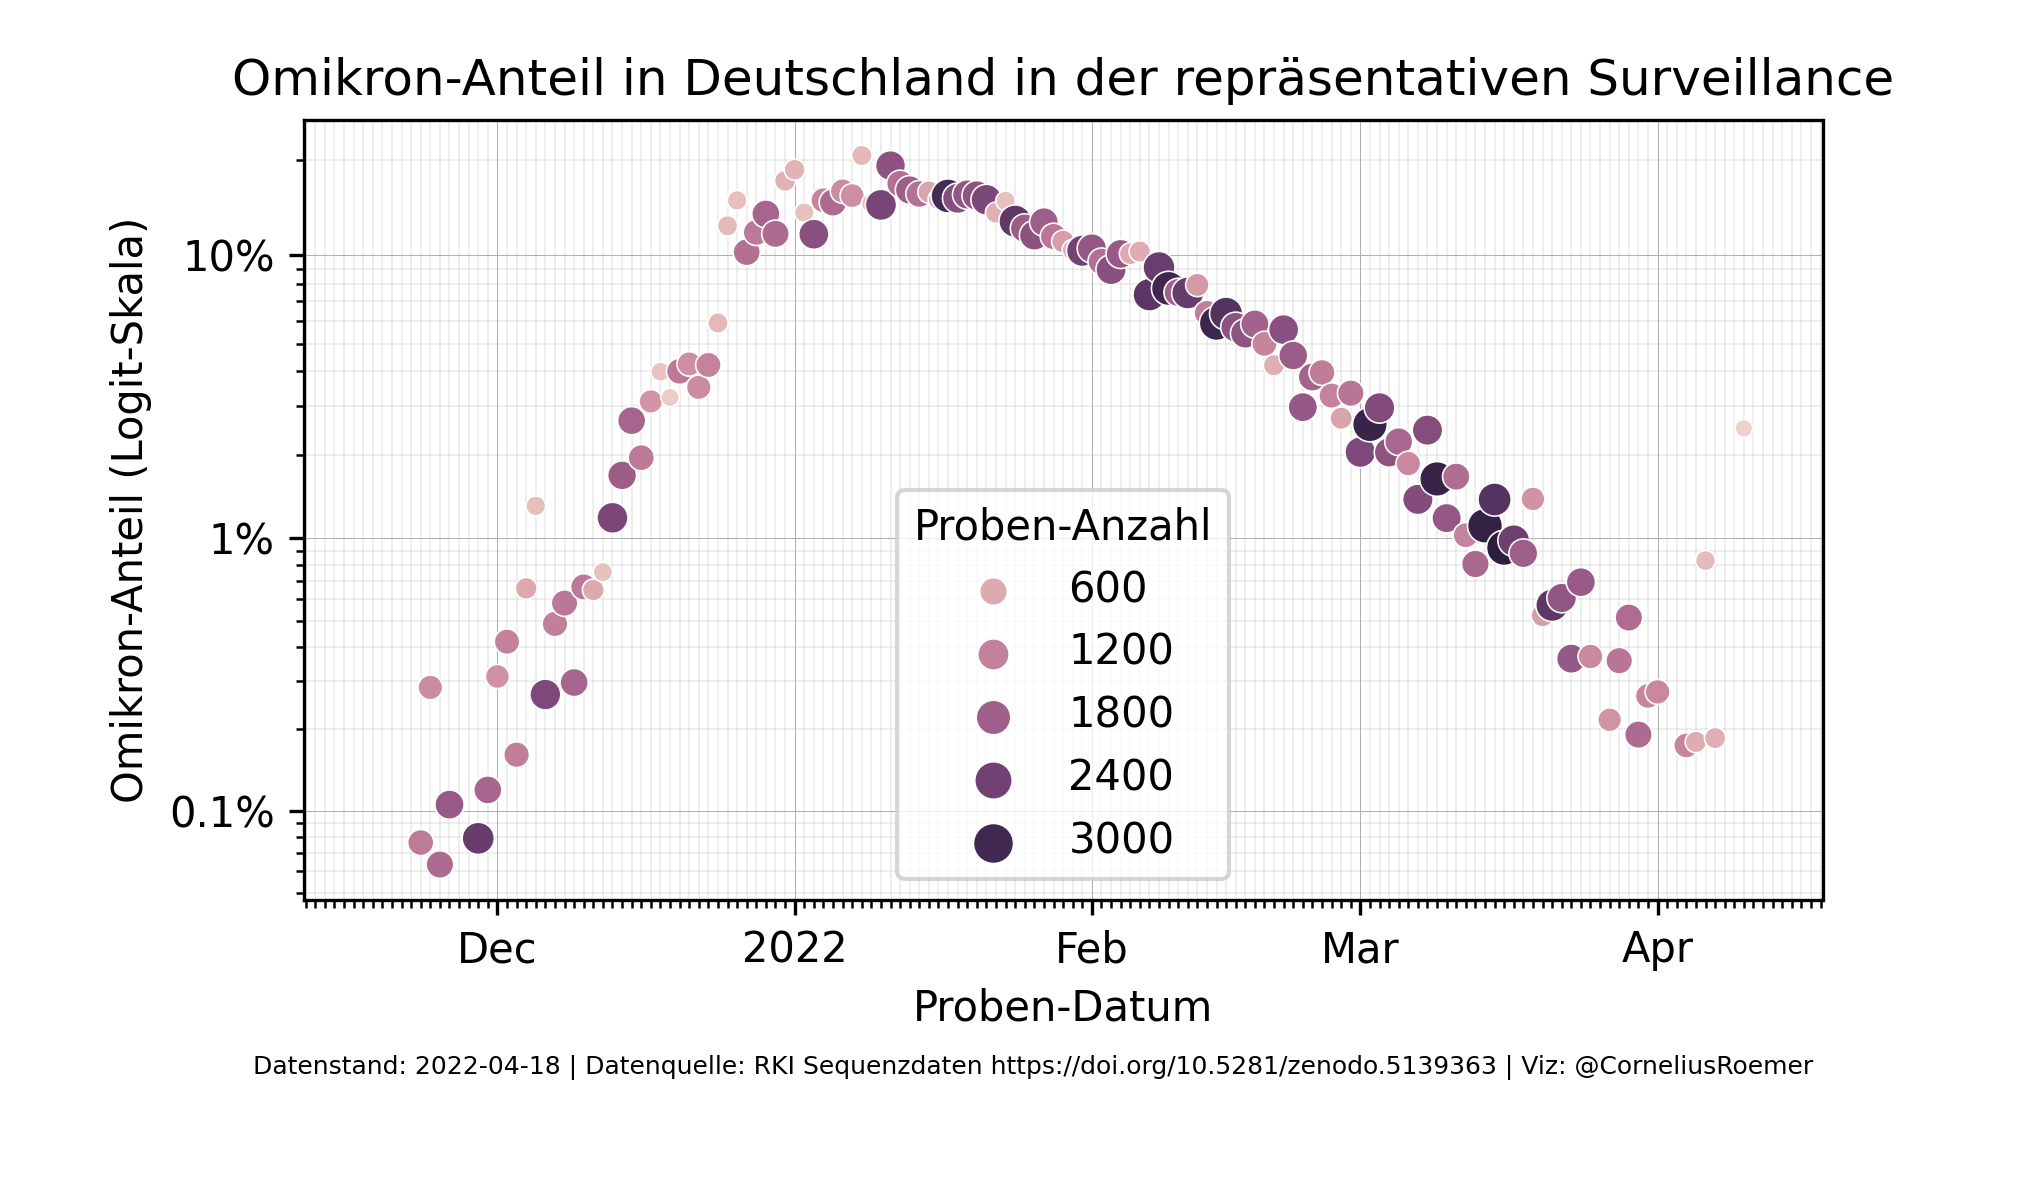 Omikron-Anteil in Deutschland in der repräsentativen Surveillance
Omikron-Anteil (Logit-Skala)
10%
1%
0.1%
Proben-Anzahl
600
1200
1800
2400
3000
Dec 2022 Feb Mar Apr
Proben-Datum
Datenstand: 2022-04-18 | Datenquelle: RKI Sequenzdaten https://doi.org/10.5281/zenodo.5139363 | Viz: @CorneliusRoemer